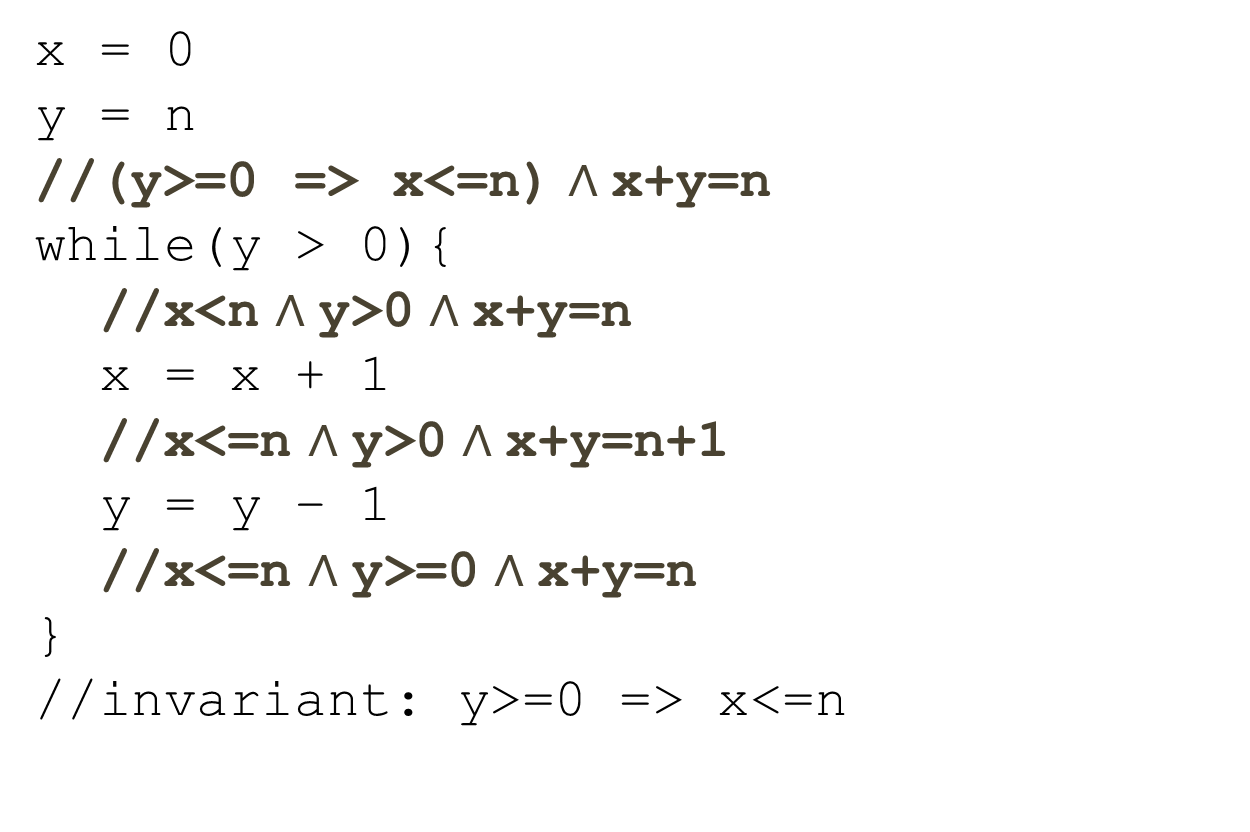 x = 0
y = n
//(y>=0 => x<=n) ∧ x+y=n
while(y > 0){
//x<n ∧ y>0 ∧ x+y=n
x = x + 1
//x<=n ∧ y>0 ∧ x+y=n+1
y = y - 1
//x<=n ∧ y>=0 ∧ x+y=n
}
//invariant: y>=0 => x<=n